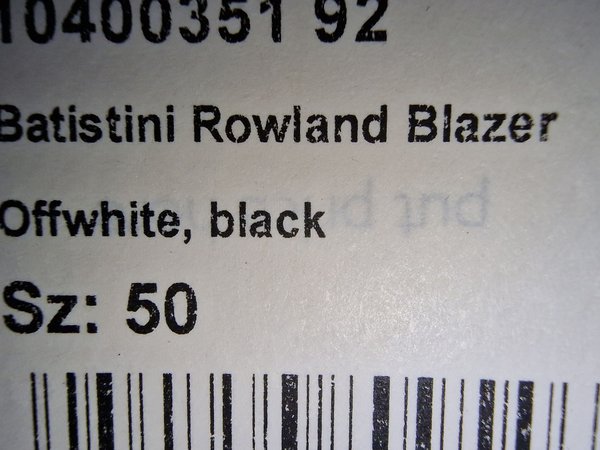 10400351 92
Batistini Rowland Blazer
Offwhite, black
Sz: 50